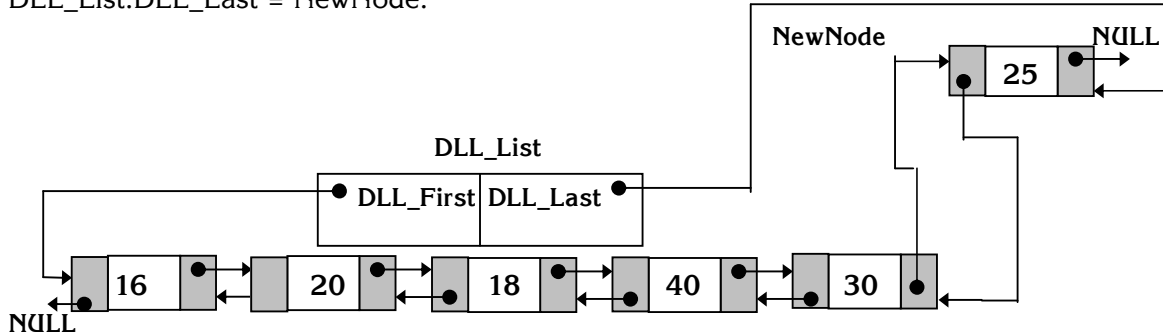 DLL_List.DLL_Last = NewNode.
NewNode NULL
25
DLL_List
DLL_First DLL_Last
16 20 18 40 30
NULL